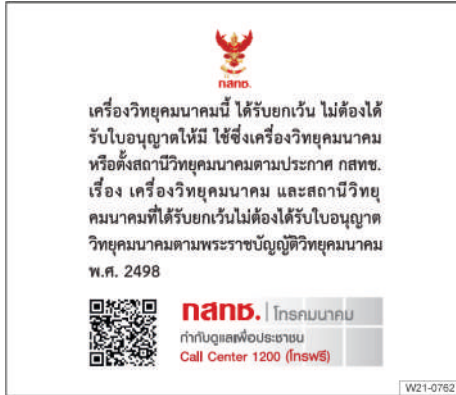 กสทช.
เครื่องวิทยุคมนาคมนี้ ได้รับยกเว้น ไม่ต้องได้
รับใบอนุญาตให้มี ใช้ซึ่งเครื่องวิทยุคมนาคม
หรือตั้งสถานีวิทยุคมนาคมตามประกาศ กสทช.
เรื่อง เครื่องวิทยุคมนาคม และสถานีวิทยุ
คมนาคมที่ได้รับยกเว้นไม่ต้องได้รับใบอนุญาต
วิทยุคมนาคมตามพระราชบัญญัติวิทยุคมนาคม
พ.ศ. 2498
กสทช. | โทรคมนาคม
กำกับดูแลเพื่อประชาชน
Call Center 1200 (โทรฟรี)
W21-0762